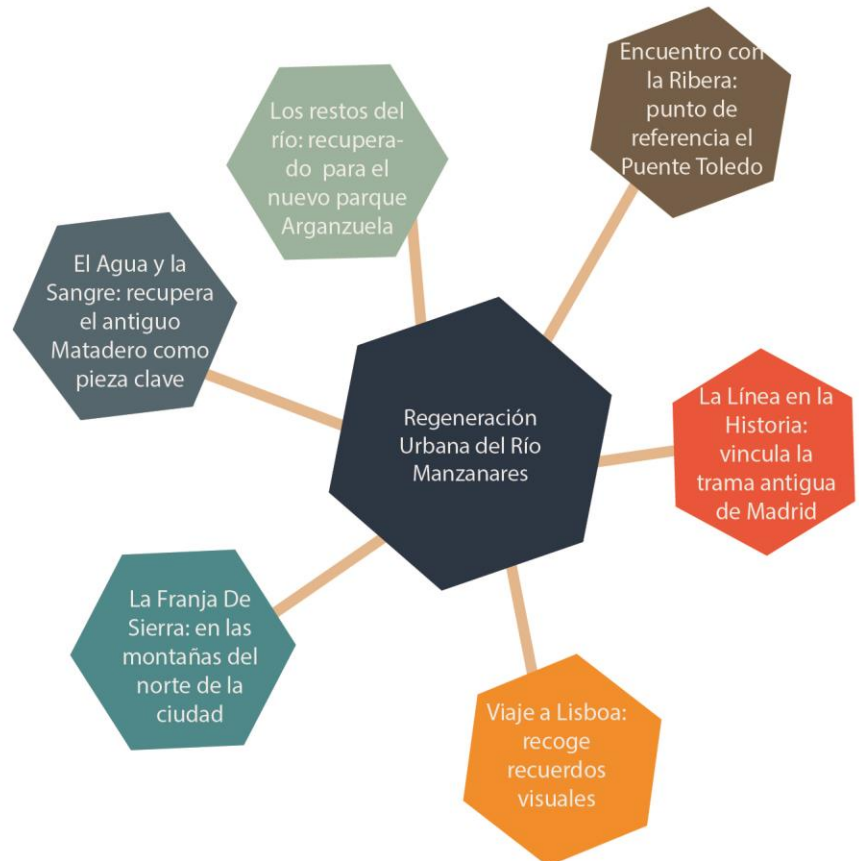 Encuentro con
la Ribera:
punto de
referencia el
Puente Toledo
Los restos del
río: recupera-
do para el
nuevo parque
Arganzuela
El Agua y la
Sangre: recupera
el antiguo
Matadero como
pieza clave
Regeneración
Urbana del Río
Manzanares
La Línea en la
Historia:
vincula la
trama antigua
de Madrid
La Franja De
Sierra: en las
montañas del
norte de la
ciudad
Viaje a Lisboa:
recoge
recuerdos
visuales